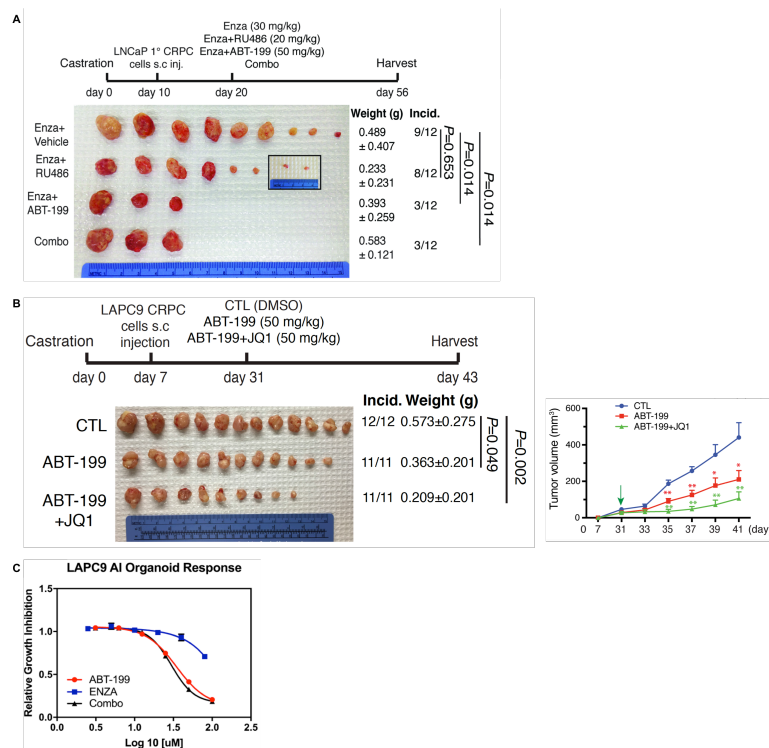 A
Enza (30 mg/kg)
Enza+RU486 (20 mg/kg)
LNCaP 1° CRPC Enza+ABT-199 (50 mg/kg)
Castration cells s.c inj. Combo Harvest
day 0 day 10 day 20 day 56
Weight (g) Incid.
Enza+
Vehicle
0.489
± 0.407
9/12
Enza+
RU486
0.233
± 0.231
8/12
Enza+
ABT-199
0.393
± 0.259
3/12
Combo
0.583
± 0.121
3/12
P=0.653
P=0.014
P=0.014
B
LAPC9 CRPC
cells s.c
injection
CTL (DMSO)
ABT-199 (50 mg/kg)
ABT-199+JQ1 (50 mg/kg)
Castration Harvest
day 0 day 7 day 31 day 43
Incid. Weight (g)
CTL 12/12 0.573±0.275
ABT-199 11/11 0.363±0.201
ABT-199
+JQ1
11/11 0.209±0.201
P=0.049
P=0.002
Tumor volume (mm³)
600
400
200
0 7 31 33 35 37 39 41 (day
CTL
ABT-199
ABT-199+JQ1
** ** * *
** ** ** **
C
LAPC9 AI Organoid Response
Relative Growth Inhibition
1.5
1.0
0.5
0.0
ABT-199
ENZA
Combo
0.0 0.5 1.0 1.5 2.0 2.5
Log 10 [uM]